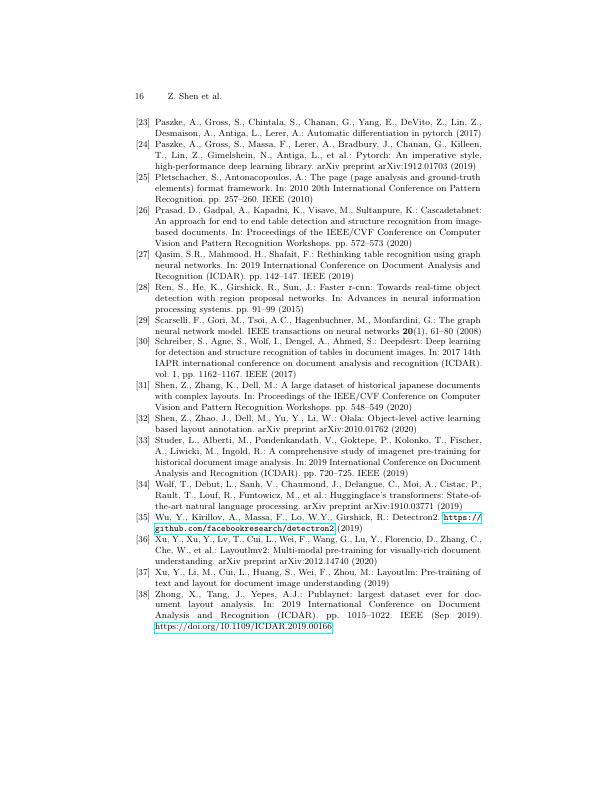 16 Z. Shen et al.
[23] Paszke, A., Gross, S., Chintala, S., Chanan, G., Yang, E., DeVito, Z., Lin, Z.,
Desmaison, A., Antiga, L., Lerer, A.: Automatic differentiation in pytorch (2017)
[24] Paszke, A., Gross, S., Massa, F., Lerer, A., Bradbury, J., Chanan, G., Killeen,
T., Lin, Z., Gimelshein, N., Antiga, L., et al.: Pytorch: An imperative style,
high-performance deep learning library. arXiv preprint arXiv:1912.01703 (2019)
[25] Pletschacher, S., Antonacopoulos, A.: The page (page analysis and ground-truth
elements) format framework. In: 2010 20th International Conference on Pattern
Recognition. pp. 257–260. IEEE (2010)
[26] Prasad, D., Gadpal, A., Kapadni, K., Visave, M., Sultanpure, K.: Cascadetabnet:
An approach for end to end table detection and structure recognition from image-
based documents. In: Proceedings of the IEEE/CVF Conference on Computer
Vision and Pattern Recognition Workshops. pp. 572–573 (2020)
[27] Qasim, S.R., Mahmood, H., Shafait, F.: Rethinking table recognition using graph
neural networks. In: 2019 International Conference on Document Analysis and
Recognition (ICDAR). pp. 142–147. IEEE (2019)
[28] Ren, S., He, K., Girshick, R., Sun, J.: Faster r-cnn: Towards real-time object
detection with region proposal networks. In: Advances in neural information
processing systems. pp. 91–99 (2015)
[29] Scarselli, F., Gori, M., Tsoi, A.C., Hagenbuchner, M., Monfardini, G.: The graph
neural network model. IEEE transactions on neural networks 20(1), 61–80 (2008)
[30] Schreiber, S., Agne, S., Wolf, I., Dengel, A., Ahmed, S.: Deepdesrt: Deep learning
for detection and structure recognition of tables in document images. In: 2017 14th
IAPR international conference on document analysis and recognition (ICDAR).
vol. 1, pp. 1162–1167. IEEE (2017)
[31] Shen, Z., Zhang, K., Dell, M.: A large dataset of historical japanese documents
with complex layouts. In: Proceedings of the IEEE/CVF Conference on Computer
Vision and Pattern Recognition Workshops. pp. 548–549 (2020)
[32] Shen, Z., Zhao, J., Dell, M., Yu, Y., Li, W.: Olala: Object-level active learning
based layout annotation. arXiv preprint arXiv:2010.01762 (2020)
[33] Studer, L., Alberti, M., Pondenkandath, V., Goktepe, P., Kolonko, T., Fischer,
A., Liwicki, M., Ingold, R.: A comprehensive study of imagenet pre-training for
historical document image analysis. In: 2019 International Conference on Document
Analysis and Recognition (ICDAR). pp. 720–725. IEEE (2019)
[34] Wolf, T., Debut, L., Sanh, V., Chaumond, J., Delangue, C., Moi, A., Cistac, P.,
Rault, T., Louf, R., Funtowicz, M., et al.: Huggingface's transformers: State-of-
the-art natural language processing. arXiv preprint arXiv:1910.03771 (2019)
[35] Wu, Y., Kirillov, A., Massa, F., Lo, W.Y., Girshick, R.: Detectron2. https://
github.com/facebookresearch/detectron2 (2019)
[36] Xu, Y., Xu, Y., Lv, T., Cui, L., Wei, F., Wang, G., Lu, Y., Florencio, D., Zhang, C.,
Che, W., et al.: Layoutlmv2: Multi-modal pre-training for visually-rich document
understanding. arXiv preprint arXiv:2012.14740 (2020)
[37] Xu, Y., Li, M., Cui, L., Huang, S., Wei, F., Zhou, M.: Layoutlm: Pre-training of
text and layout for document image understanding (2019)
[38] Zhong, X., Tang, J., Yepes, A.J.: Publaynet: largest dataset ever for doc-
ument layout analysis. In: 2019 International Conference on Document
Analysis and Recognition (ICDAR). pp. 1015–1022. IEEE (Sep 2019).
https://doi.org/10.1109/ICDAR.2019.00166